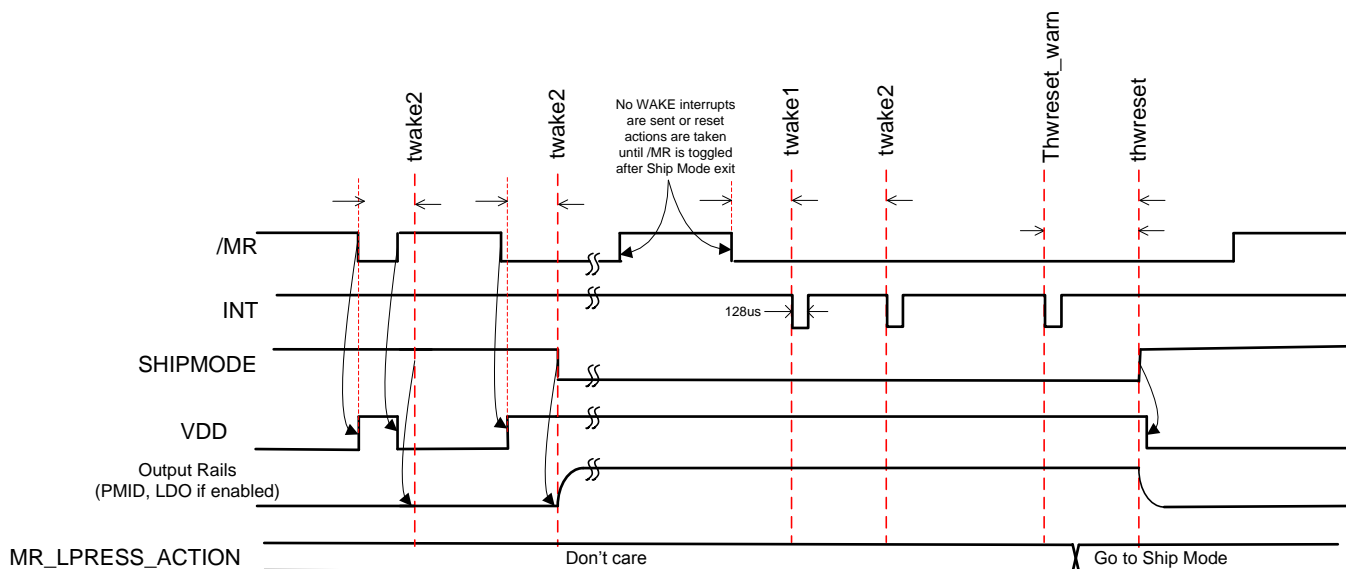 twake2
twake2
No WAKE interrupts
are sent or reset
actions are taken
until /MR is toggled
after Ship Mode exit
twake1
twake2
Thwreset_warn
thwreset
/MR
INT
128us
SHIPMODE
VDD
Output Rails
(PMID, LDO if enabled)
MR_LPRESS_ACTION
Don't care
Go to Ship Mode